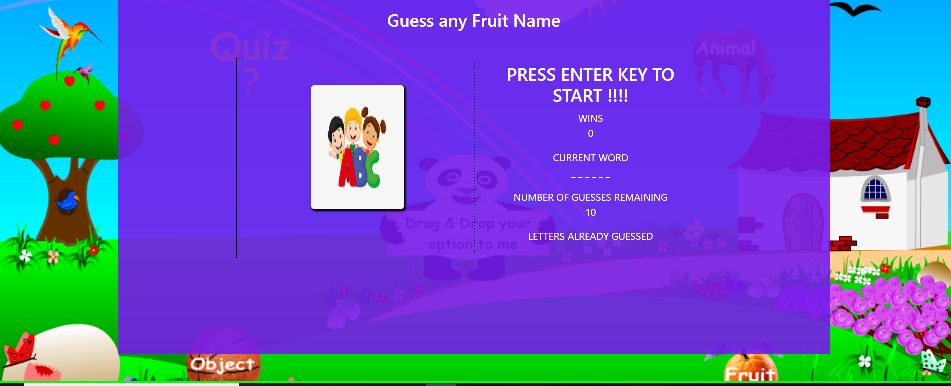 Guess any Fruit Name
Quiz
?
Animal
PRESS ENTER KEY TO
START !!!!
WINS
0
CURRENT WORD
_ _ _ _ _ _
NUMBER OF GUESSES REMAINING
10
LETTERS ALREADY GUESSED
ABC
Drag & Drop your
option to me
Object
Fruit